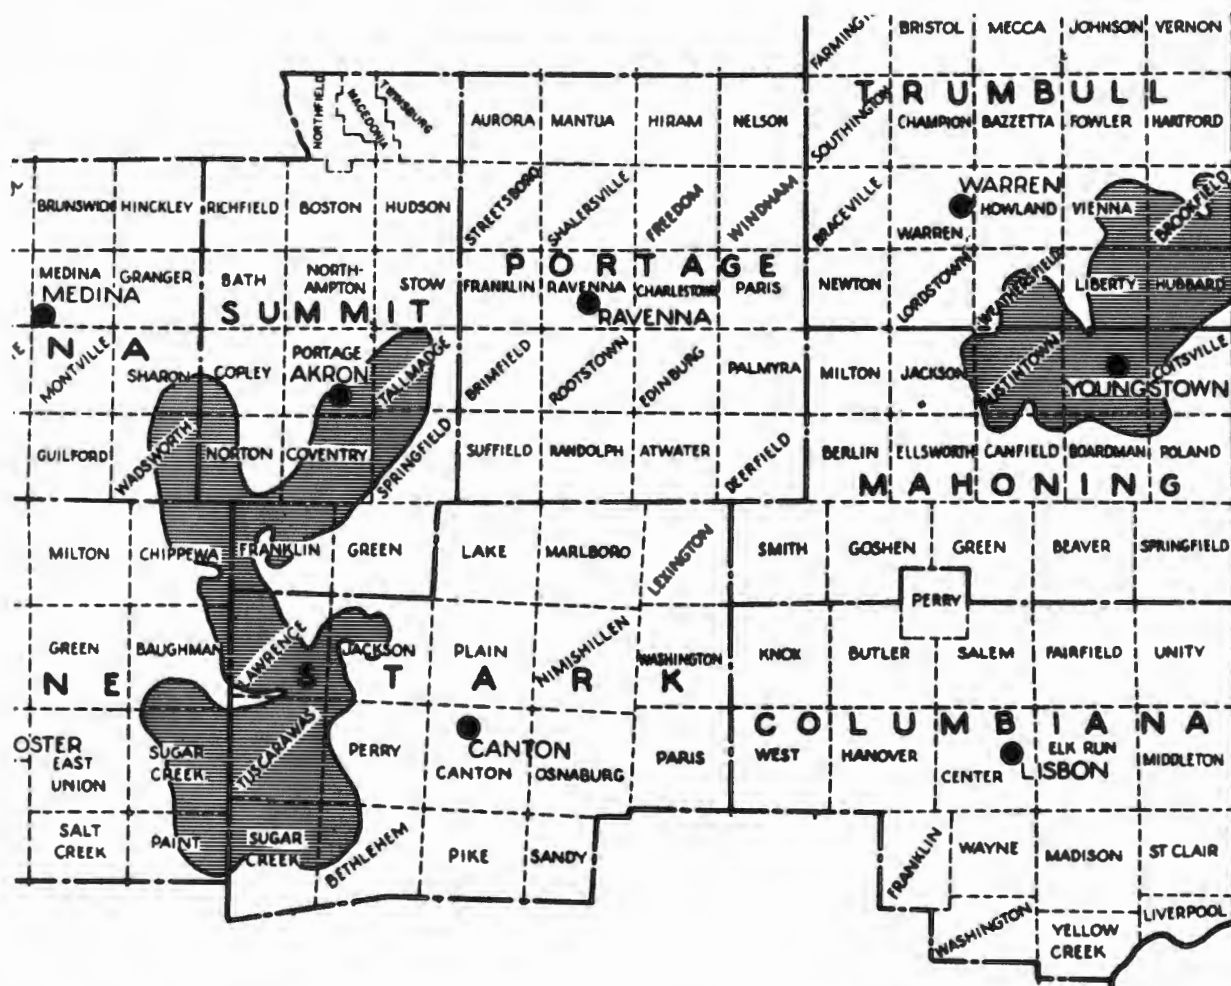 FARMING
BRISTOL
MECCA
JOHNSON
VERNON
TRUMBULL
NORTHFIELD
MACEDONIA
TWINSBURG
AURORA
MANTUA
HIRAM
NELSON
SOUTHINGTON
CHAMPION
BAZZETTA
FOWLER
HARTFORD
BRUNSWICK
HINCKLEY
RICHFIELD
BOSTON
HUDSON
STREETSBORO
SHALERSVILLE
FREEDOM
WINDHAM
BRACEVILLE
WARREN
HOWLAND
WARREN
VIENNA
BROOKFIELD
MEDINA
MEDINA
GRANGER
BATH
NORTH-
AMPTON
STOW
PORTAGE
FRANKLIN
RAVENNA
CHARLESTOWN
PARIS
RAVENNA
NEWTON
LORDSTOWN
WEATHERSFIELD
LIBERTY
HUBBARD
SUMMIT
NA
MONTVILLE
SHARON
COPLEY
PORTAGE
AKRON
TALLMADGE
BRIMFIELD
ROOTSTOWN
EDINBURG
PALMYRA
MILTON
JACKSON
AUSTINTOWN
YOUNGSTOWN
COITSVILLE
GUILFORD
WADSWORTH
NORTON
COVENTRY
SPRINGFIELD
SUFFIELD
RANDOLPH
ATWATER
DEERFIELD
BERLIN
ELLSWORTH
CANFIELD
BOARDMAN
POLAND
MAHONING
MILTON
CHIPPEWA
FRANKLIN
GREEN
LAKE
MARLBORO
LEXINGTON
SMITH
GOSHEN
GREEN
BEAVER
SPRINGFIELD
PERRY
GREEN
BAUGHMAN
LAWRENCE
JACKSON
PLAIN
NIMISHILLEN
WASHINGTON
KNOX
BUTLER
SALEM
FAIRFIELD
UNITY
NE
STARK
COLUMBIANA
OSTER
EAST
UNION
SUGAR
CREEK
TUSCARAWAS
PERRY
CANTON
CANTON
OSNABURG
PARIS
WEST
HANOVER
CENTER
ELK RUN
LISBON
MIDDLETON
SALT
CREEK
PAINT
SUGAR
CREEK
BETHLEHEM
PIKE
SANDY
FRANKLIN
WAYNE
MADISON
ST CLAIR
WASHINGTON
YELLOW
CREEK
LIVERPOOL